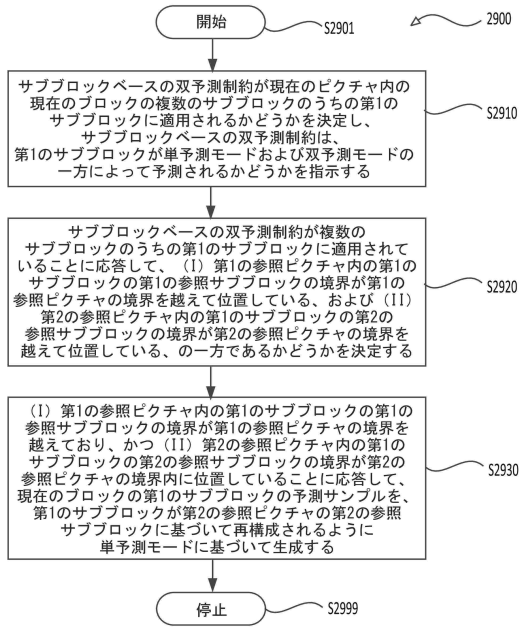 開始
S2901
2900
サブブロックベースの双予測制約が現在のピクチャ内の
現在のブロックの複数のサブブロックのうちの第1の
サブブロックに適用されるかどうかを決定し、
サブブロックベースの双予測制約は、
第1のサブブロックが単予測モードおよび双予測モードの
一方によって予測されるかどうかを指示する
S2910
サブブロックベースの双予測制約が複数の
サブブロックのうちの第1のサブブロックに適用されて
いることに応答して、（I）第1の参照ピクチャ内の第1の
サブブロックの第1の参照サブブロックの境界が第1の
参照ピクチャの境界を越えて位置している、および（II）
第2の参照ピクチャ内の第1のサブブロックの第2の
参照サブブロックの境界が第2の参照ピクチャの境界を
越えて位置している、の一方であるかどうかを決定する
S2920
（I）第1の参照ピクチャ内の第1のサブブロックの第1の
参照サブブロックの境界が第1の参照ピクチャの境界を
越えており、かつ（II）第2の参照ピクチャ内の第1の
サブブロックの第2の参照サブブロックの境界が第2の
参照ピクチャの境界内に位置していることに応答して、
現在のブロックの第1のサブブロックの予測サンプルを、
第1のサブブロックが第2の参照ピクチャの第2の参照
サブブロックに基づいて再構成されるように
単予測モードに基づいて生成する
S2930
停止
S2999